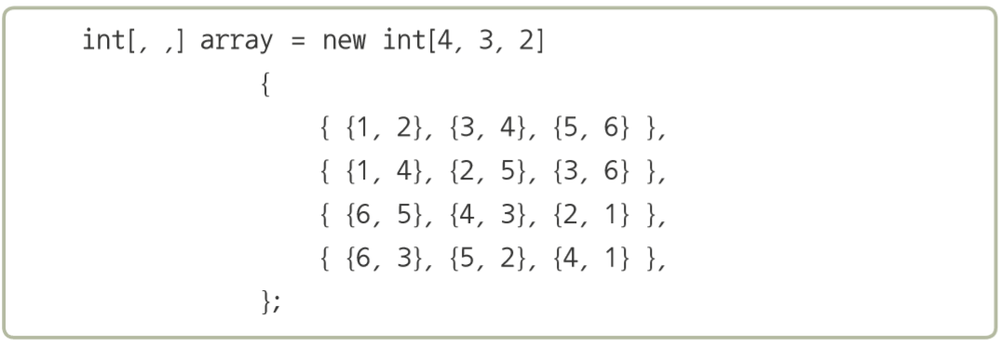 int[, ,] array = new int[4, 3, 2]
{
{ {1, 2}, {3, 4}, {5, 6} },
{ {1, 4}, {2, 5}, {3, 6} },
{ {6, 5}, {4, 3}, {2, 1} },
{ {6, 3}, {5, 2}, {4, 1} },
};